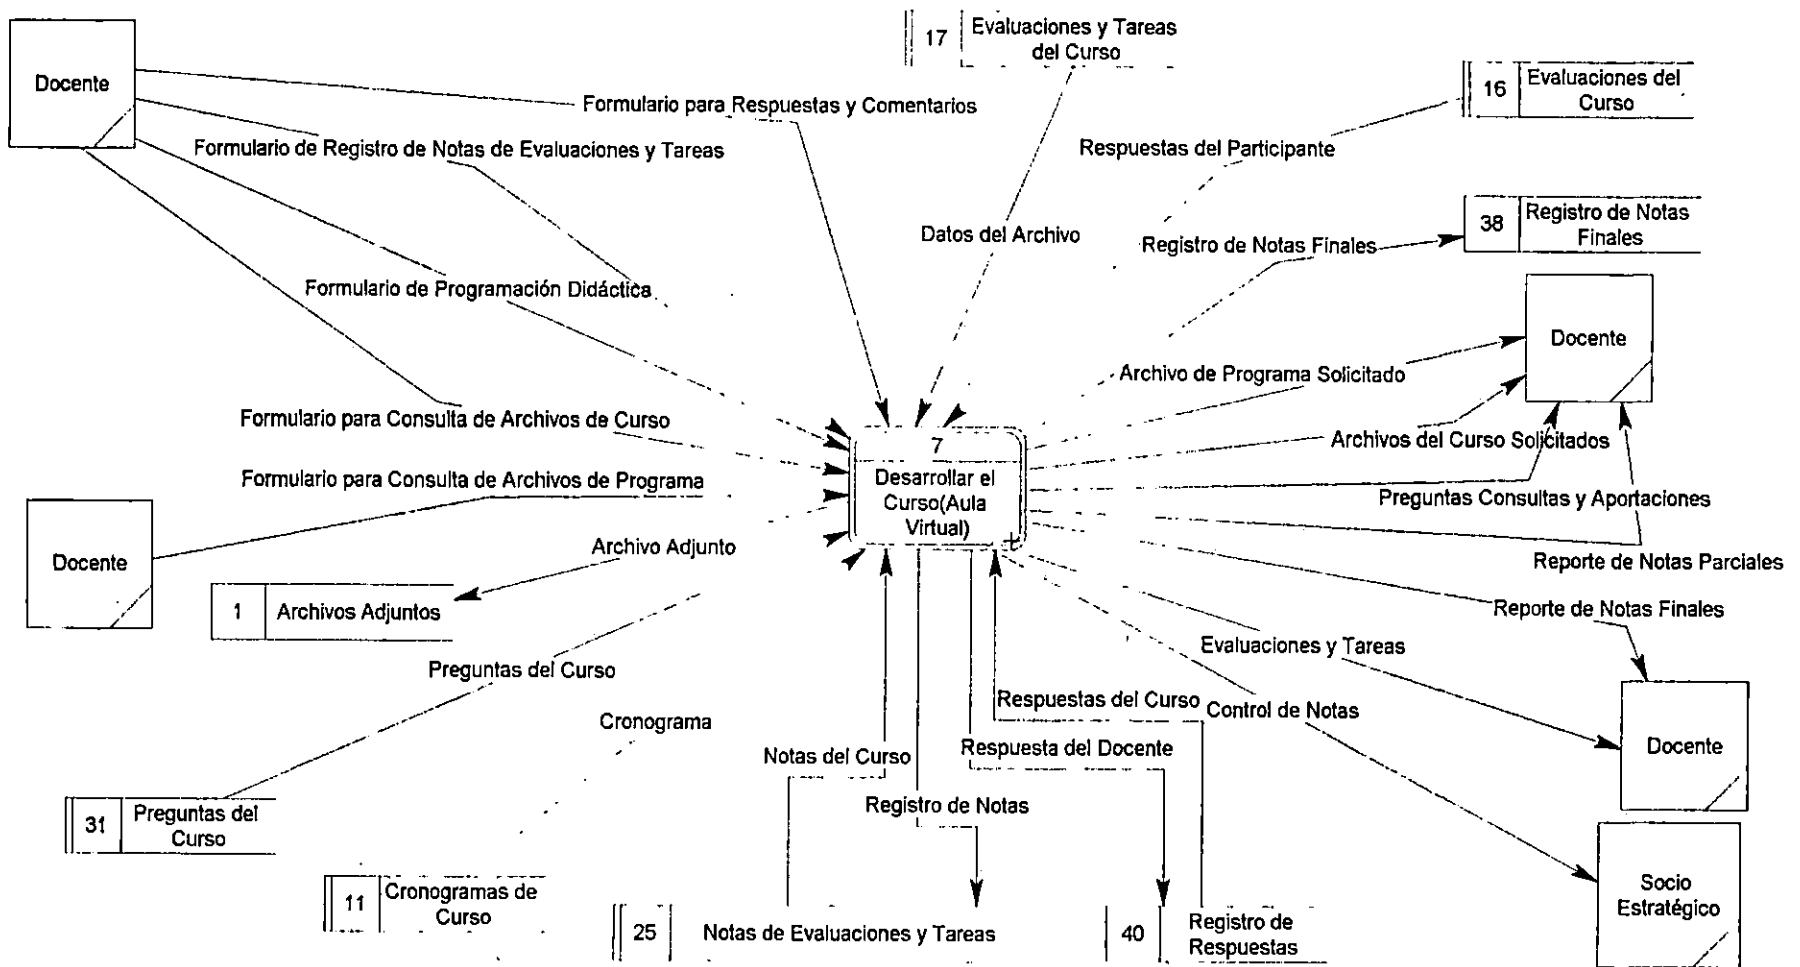 17
Evaluaciones y Tareas
del Curso
Docente
16
Evaluaciones del
Curso
Formulario para Respuestas y Comentarios
Formulario de Registro de Notas de Evaluaciones y Tareas
Respuestas del Participante
38
Registro de Notas
Finales
Datos del Archivo
Registro de Notas Finales
Formulario de Programación Didáctica
Docente
Archivo de Programa Solicitado
Formulario para Consulta de Archivos de Curso
Archivos del Curso Solicitados
7
Desarrollar el
Curso(Aula
Virtual)
Formulario para Consulta de Archivos de Programa
Preguntas Consultas y Aportaciones
Docente
Archivo Adjunto
Reporte de Notas Parciales
1
Archivos Adjuntos
Reporte de Notas Finales
Evaluaciones y Tareas
Preguntas del Curso
Respuestas del Curso
Control de Notas
Cronograma
Notas del Curso
Respuesta del Docente
Docente
Registro de Notas
31
Preguntas del
Curso
11
Cronogramas de
Curso
25
Notas de Evaluaciones y Tareas
40
Registro de
Respuestas
Socio
Estratégico